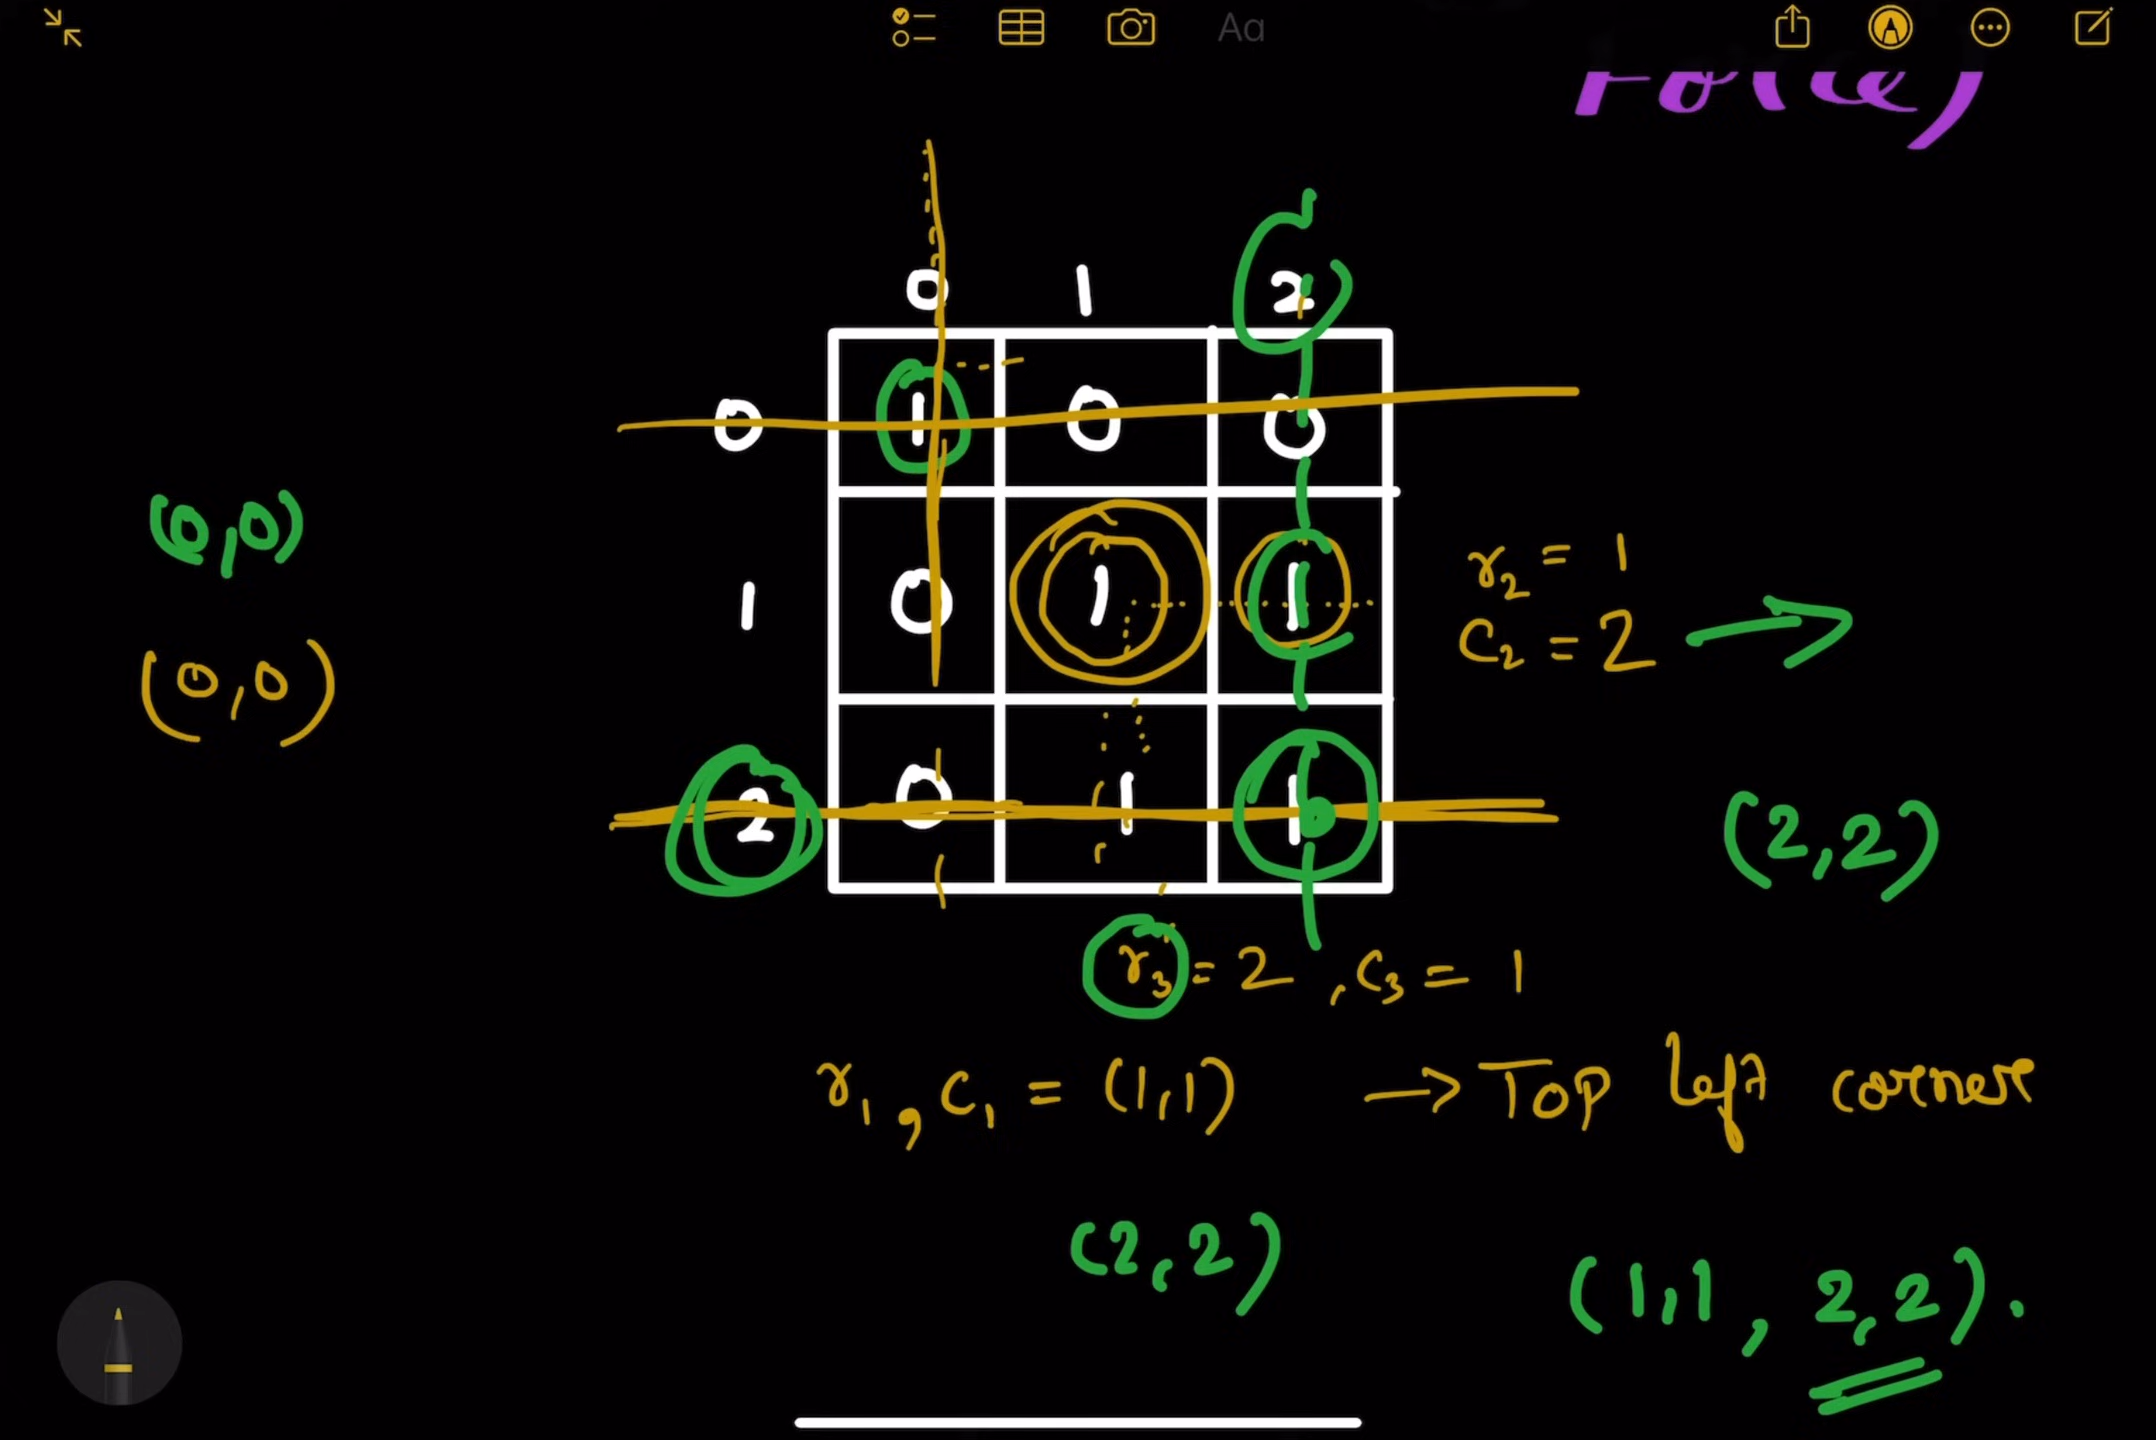 Aa
Force)
0 1 2
0 1 0 0
(0,0)
1 0 1 1
r2 = 1
c2 = 2
(0,0)
2 0 1 1
(2,2)
r3 = 2 , c3 = 1
r1, c1 = (1,1) → Top left corner
(2,2)
(1,1, 2,2).